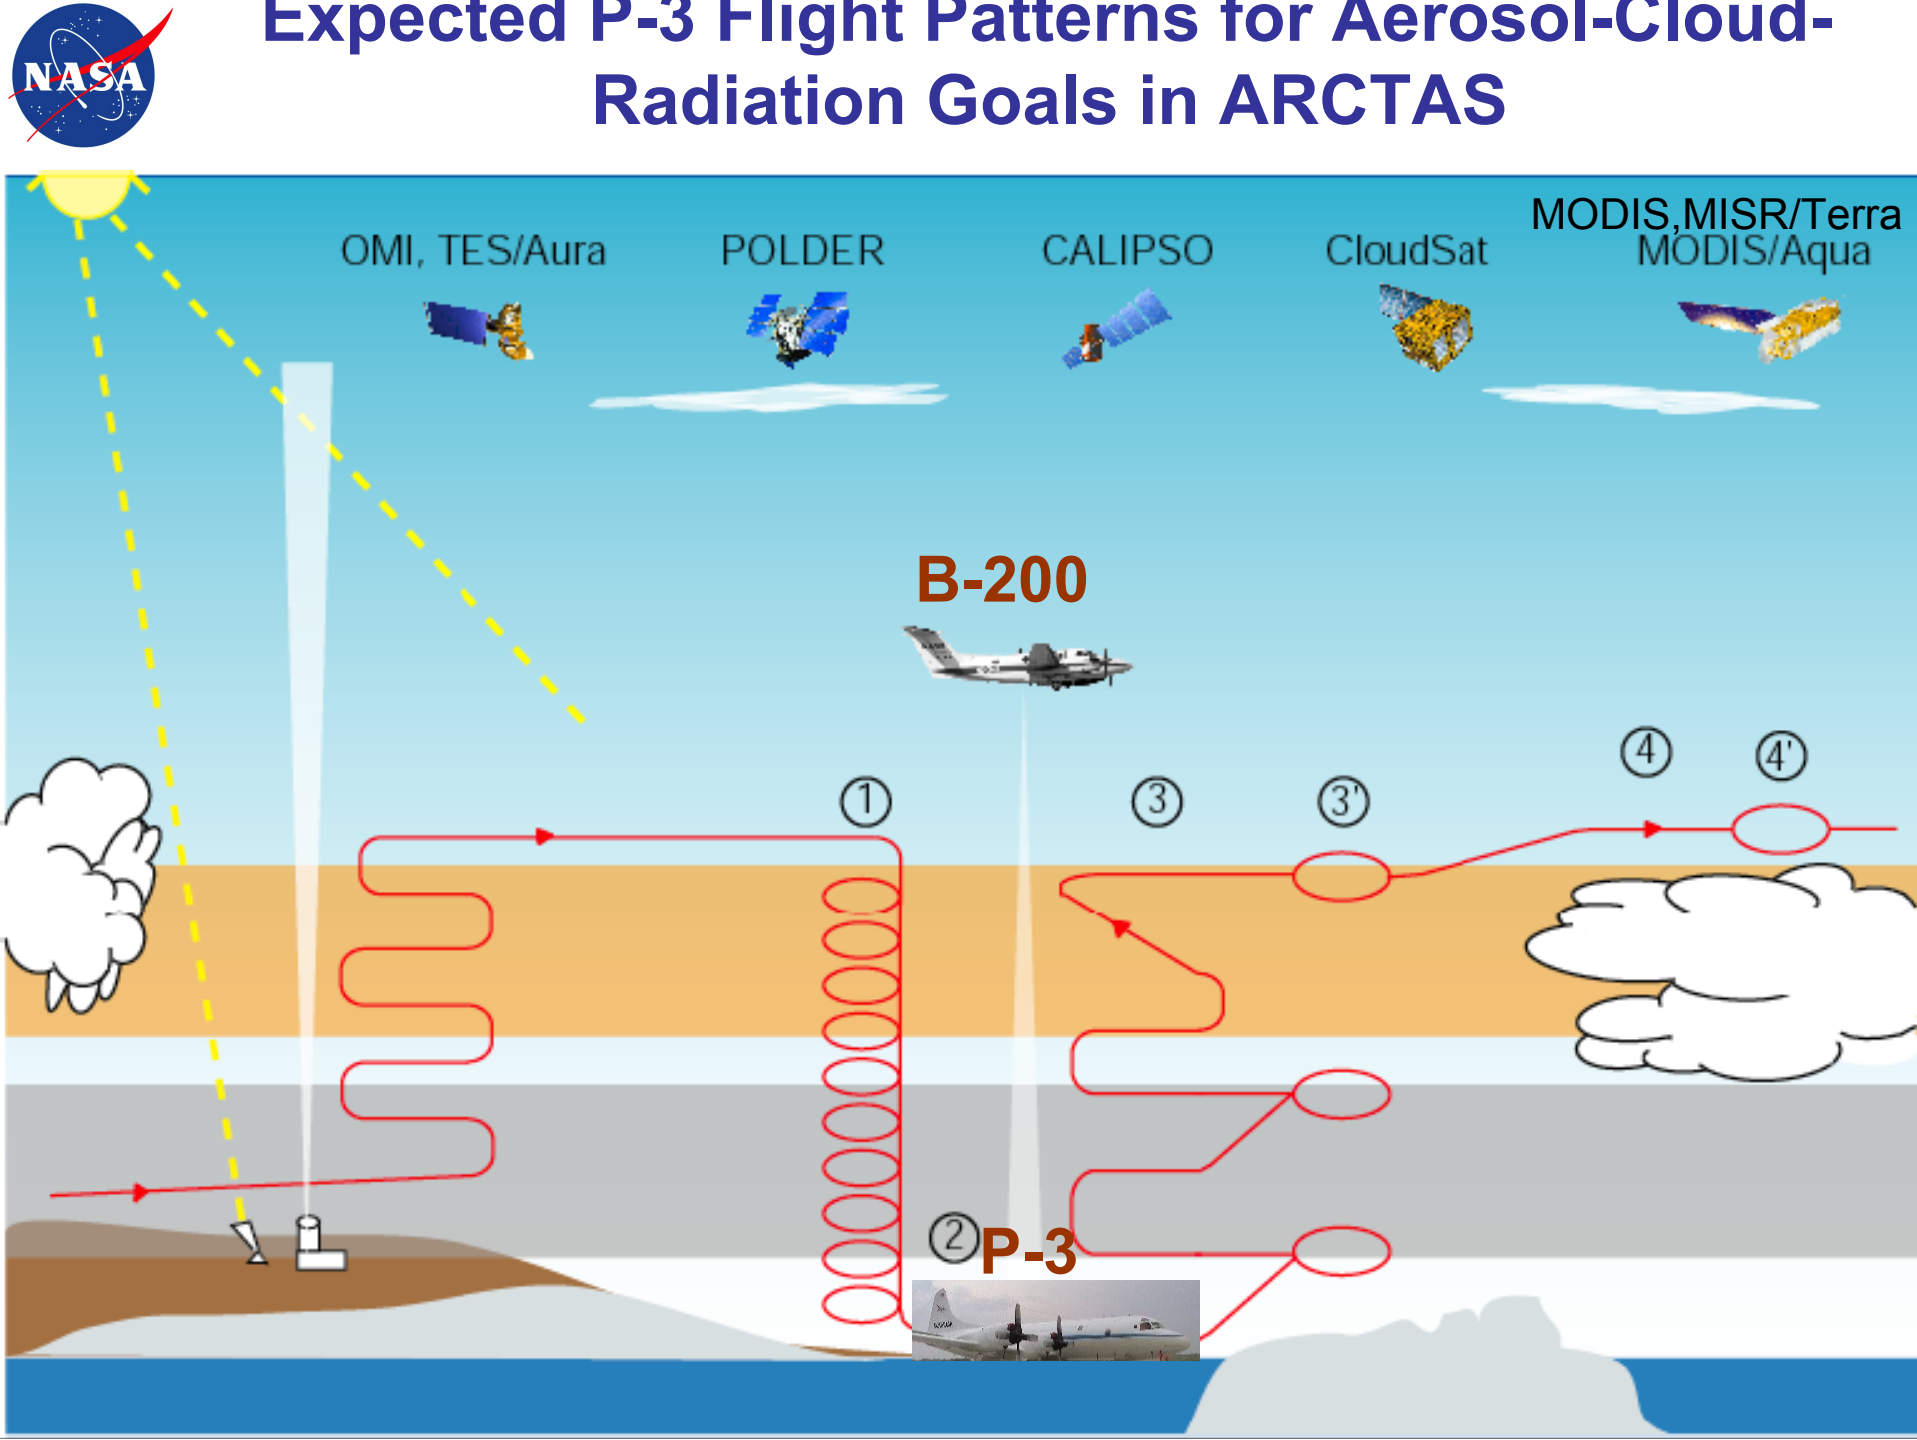 Expected P-3 Flight Patterns for Aerosol-Cloud-
Radiation Goals in ARCTAS
NASA
MODIS,MISR/Terra
OMI, TES/Aura POLDER CALIPSO CloudSat MODIS/Aqua
B-200
4 4'
1 3 3'
2 P-3